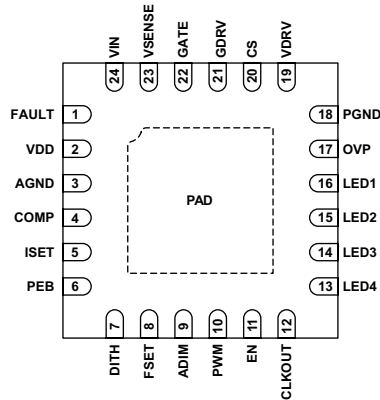 VIN VSENSE GATE GDRV CS VDRV
24 23 22 21 20 19
FAULT 1 18 PGND
VDD 2 17 OVP
AGND 3 16 LED1
PAD
COMP 4 15 LED2
ISET 5 14 LED3
PEB 6 13 LED4
7 8 9 10 11 12
DITH FSET ADIM PWM EN CLKOUT